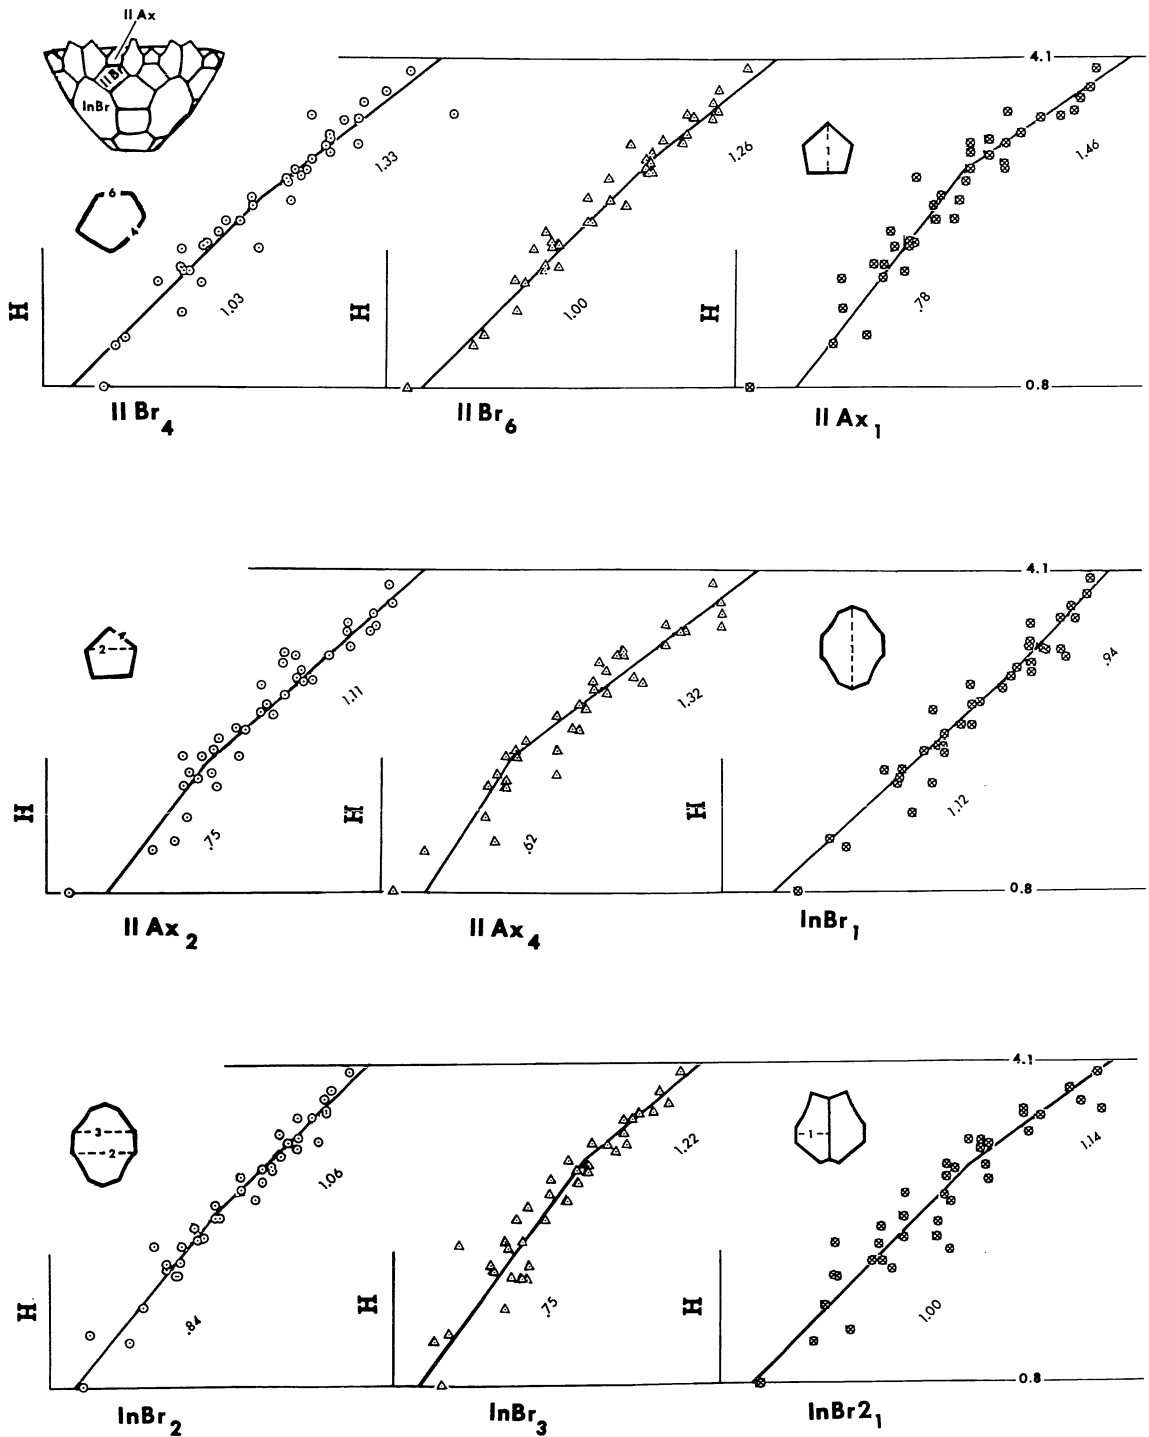 II Ax
II Br
InBr
6
4
4.1
1.33
1.26
1.46
1
H
H
H
1.03
1.00
.78
0.8
II Br4
II Br6
II Ax1
4.1
4
2
1
1.11
1.32
.94
H
H
H
.75
.62
1.12
0.8
II Ax2
II Ax4
InBr1
4.1
3
2
1
1.06
1.22
1.14
H
H
H
.84
.75
1.00
0.8
InBr2
InBr3
InBr21